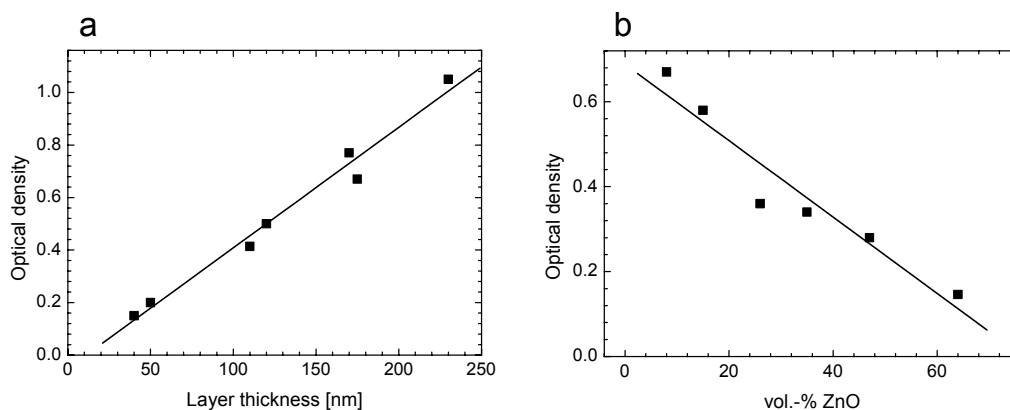 a
Optical density
1.0
0.8
0.6
0.4
0.2
0.0
0 50 100 150 200 250
Layer thickness [nm]
b
Optical density
0.6
0.4
0.2
0.0
0 20 40 60
vol.-% ZnO